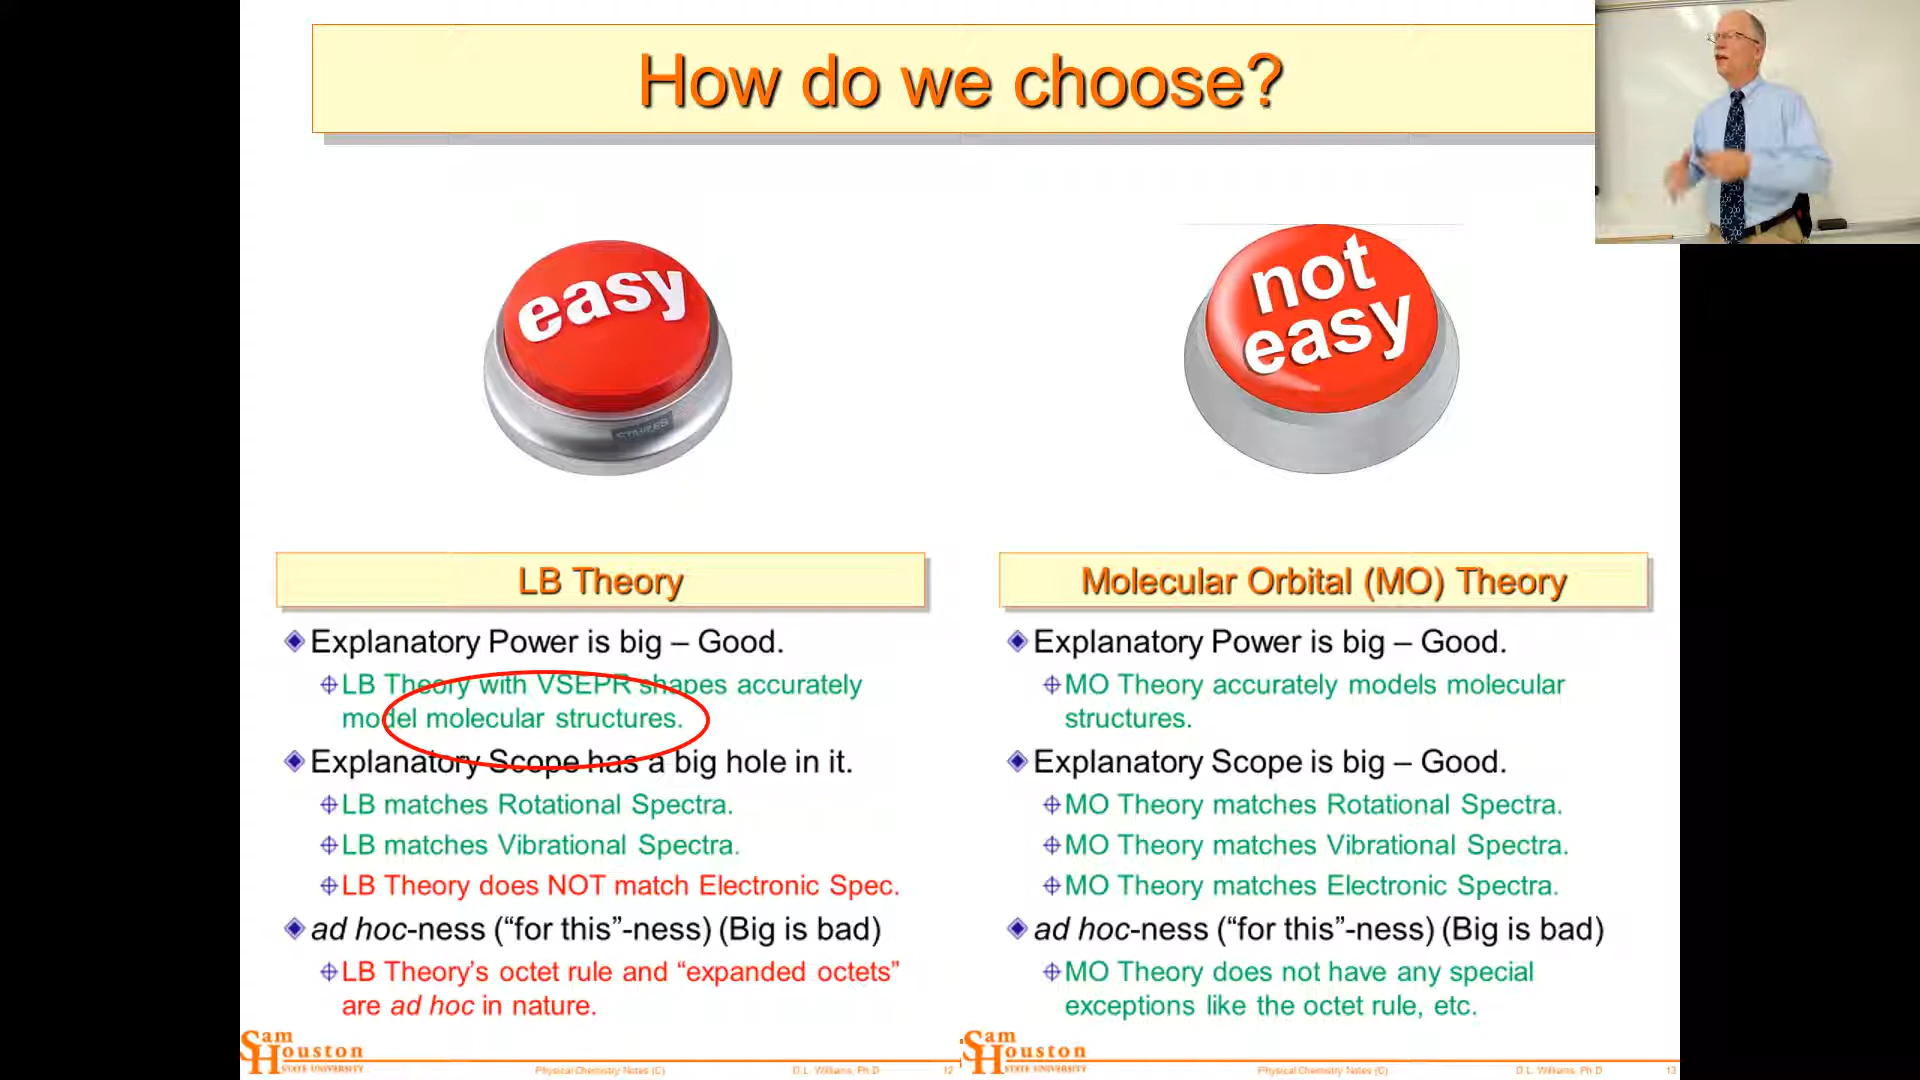 How do we choose?
easy
STAPLES
not
easy
LB Theory
Explanatory Power is big – Good.
LB Theory with VSEPR shapes accurately
model molecular structures.
Explanatory Scope has a big hole in it.
LB matches Rotational Spectra.
LB matches Vibrational Spectra.
LB Theory does NOT match Electronic Spec.
ad hoc-ness (“for this”-ness) (Big is bad)
LB Theory’s octet rule and “expanded octets”
are ad hoc in nature.
Sam
Houston
STATE UNIVERSITY
Physical Chemistry Notes (C)
D.L. Williams, Ph.D.
12
Molecular Orbital (MO) Theory
Explanatory Power is big – Good.
MO Theory accurately models molecular
structures.
Explanatory Scope is big – Good.
MO Theory matches Rotational Spectra.
MO Theory matches Vibrational Spectra.
MO Theory matches Electronic Spectra.
ad hoc-ness (“for this”-ness) (Big is bad)
MO Theory does not have any special
exceptions like the octet rule, etc.
Sam
Houston
STATE UNIVERSITY
Physical Chemistry Notes (C)
D.L. Williams, Ph.D.
13